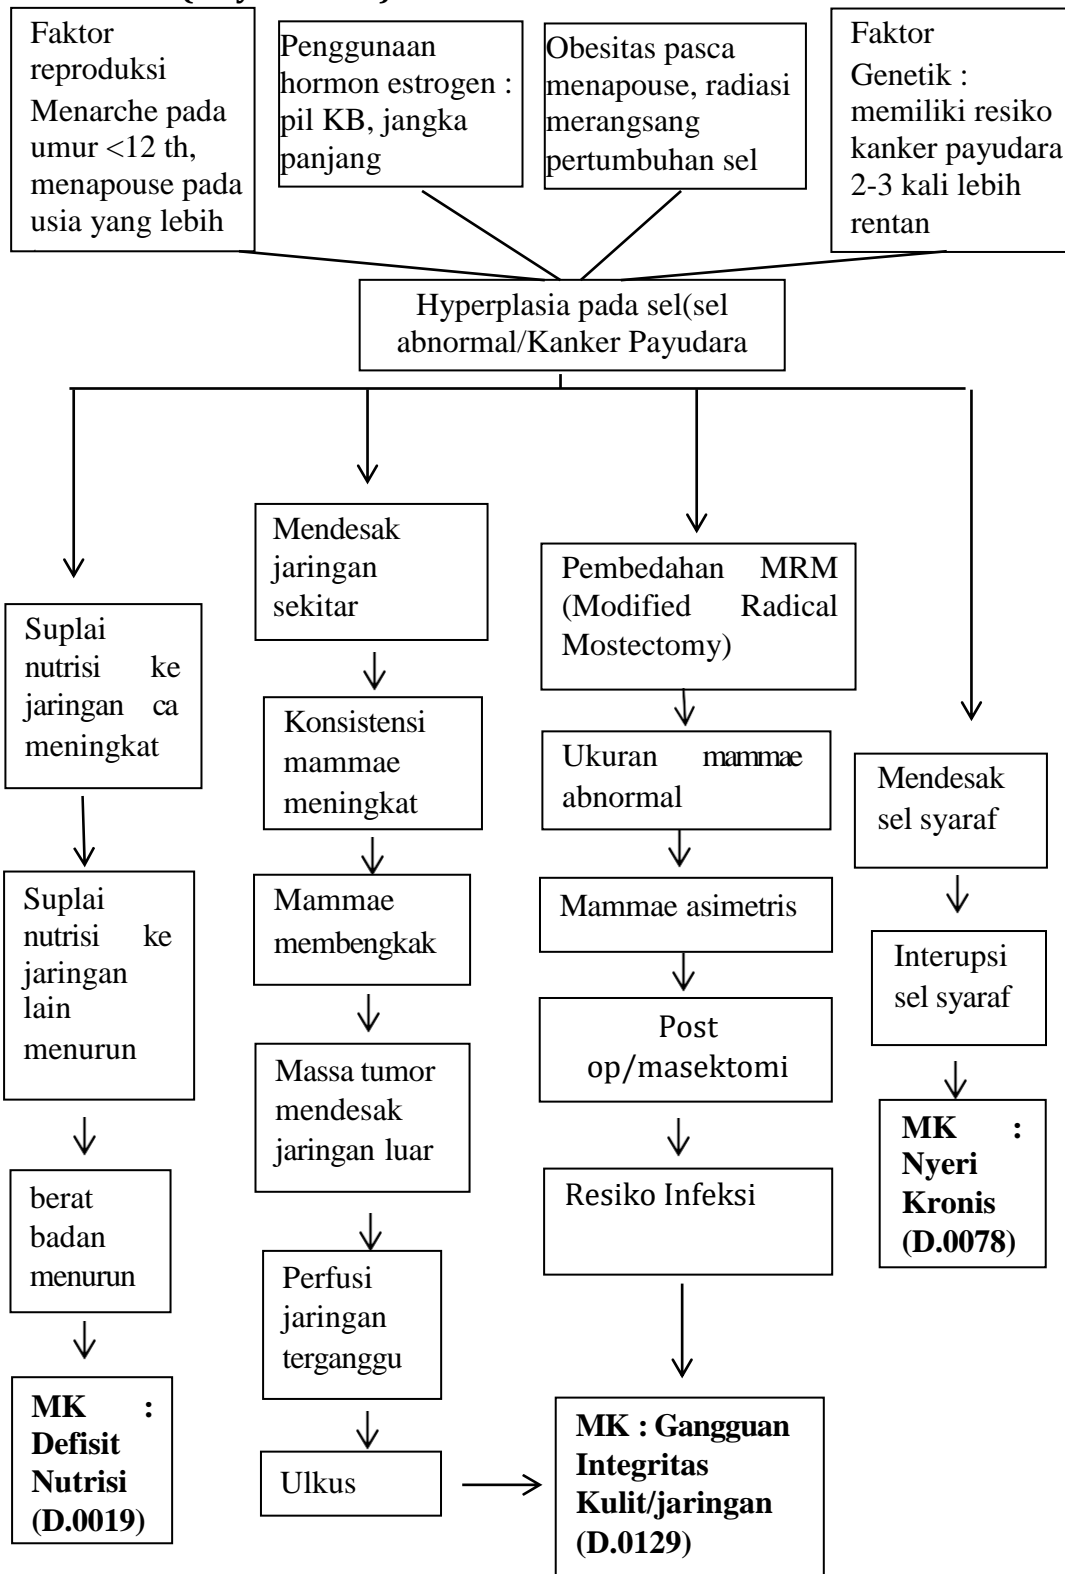 Faktor
reproduksi
Menarche pada
umur <12 th,
menapouse pada
usia yang lebih
Penggunaan
hormon estrogen :
pil KB, jangka
panjang
Obesitas pasca
menapouse, radiasi
merangsang
pertumbuhan sel
Faktor
Genetik :
memiliki resiko
kanker payudara
2-3 kali lebih
rentan
Hyperplasia pada sel(sel
abnormal/Kanker Payudara
Suplai
nutrisi ke
jaringan ca
meningkat
Suplai
nutrisi ke
jaringan
lain
menurun
berat
badan
menurun
MK :
Defisit
Nutrisi
(D.0019)
Mendesak
jaringan
sekitar
Konsistensi
mammae
meningkat
Mammae
membengkak
Massa tumor
mendesak
jaringan luar
Perfusi
jaringan
terganggu
Ulkus
Pembedahan MRM
(Modified Radical
Mostectomy)
Ukuran mammae
abnormal
Mammae asimetris
Post
op/masektomi
Resiko Infeksi
MK : Gangguan
Integritas
Kulit/jaringan
(D.0129)
Mendesak
sel syaraf
Interupsi
sel syaraf
MK :
Nyeri
Kronis
(D.0078)